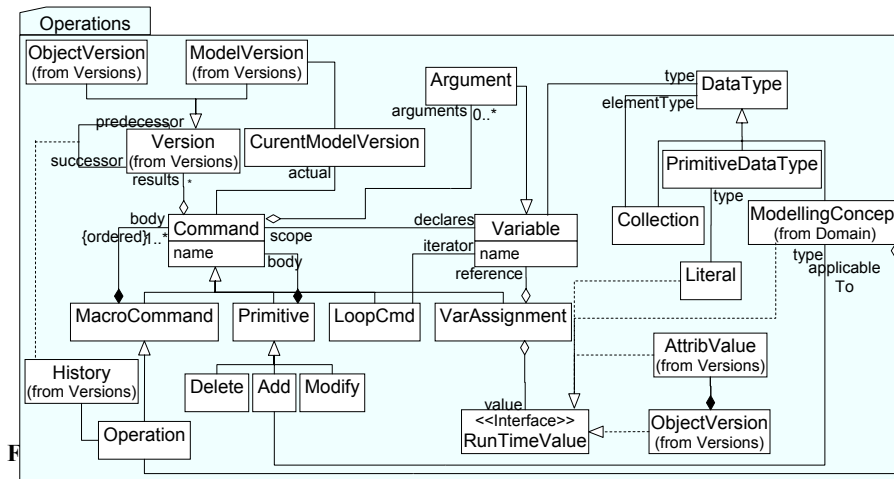 Operations
ObjectVersion
(from Versions)
ModelVersion
(from Versions)
Argument
arguments
0..*
type
elementType
DataType
predecessor
Version
(from Versions)
successor
results
*
CurentModelVersion
actual
PrimitiveDataType
type
Collection
ModellingConcep
(from Domain)
type
applicable
To
body
{ordered}
1..*
Command
name
scope
body
declares
iterator
Variable
name
reference
Literal
MacroCommand
Primitive
LoopCmd
VarAssignment
AttribValue
(from Versions)
History
(from Versions)
Delete
Add
Modify
value
<<Interface>>
RunTimeValue
ObjectVersion
(from Versions)
Operation
F